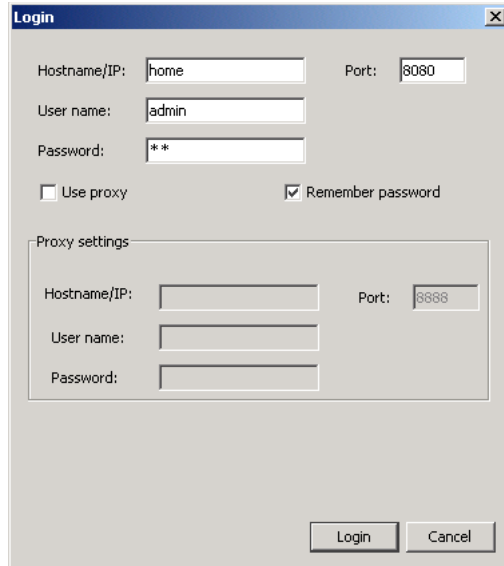 Login
Hostname/IP: home Port: 8080
User name: admin
Password: **
Use proxy Remember password
Proxy settings
Hostname/IP: Port: 8888
User name:
Password:
Login Cancel